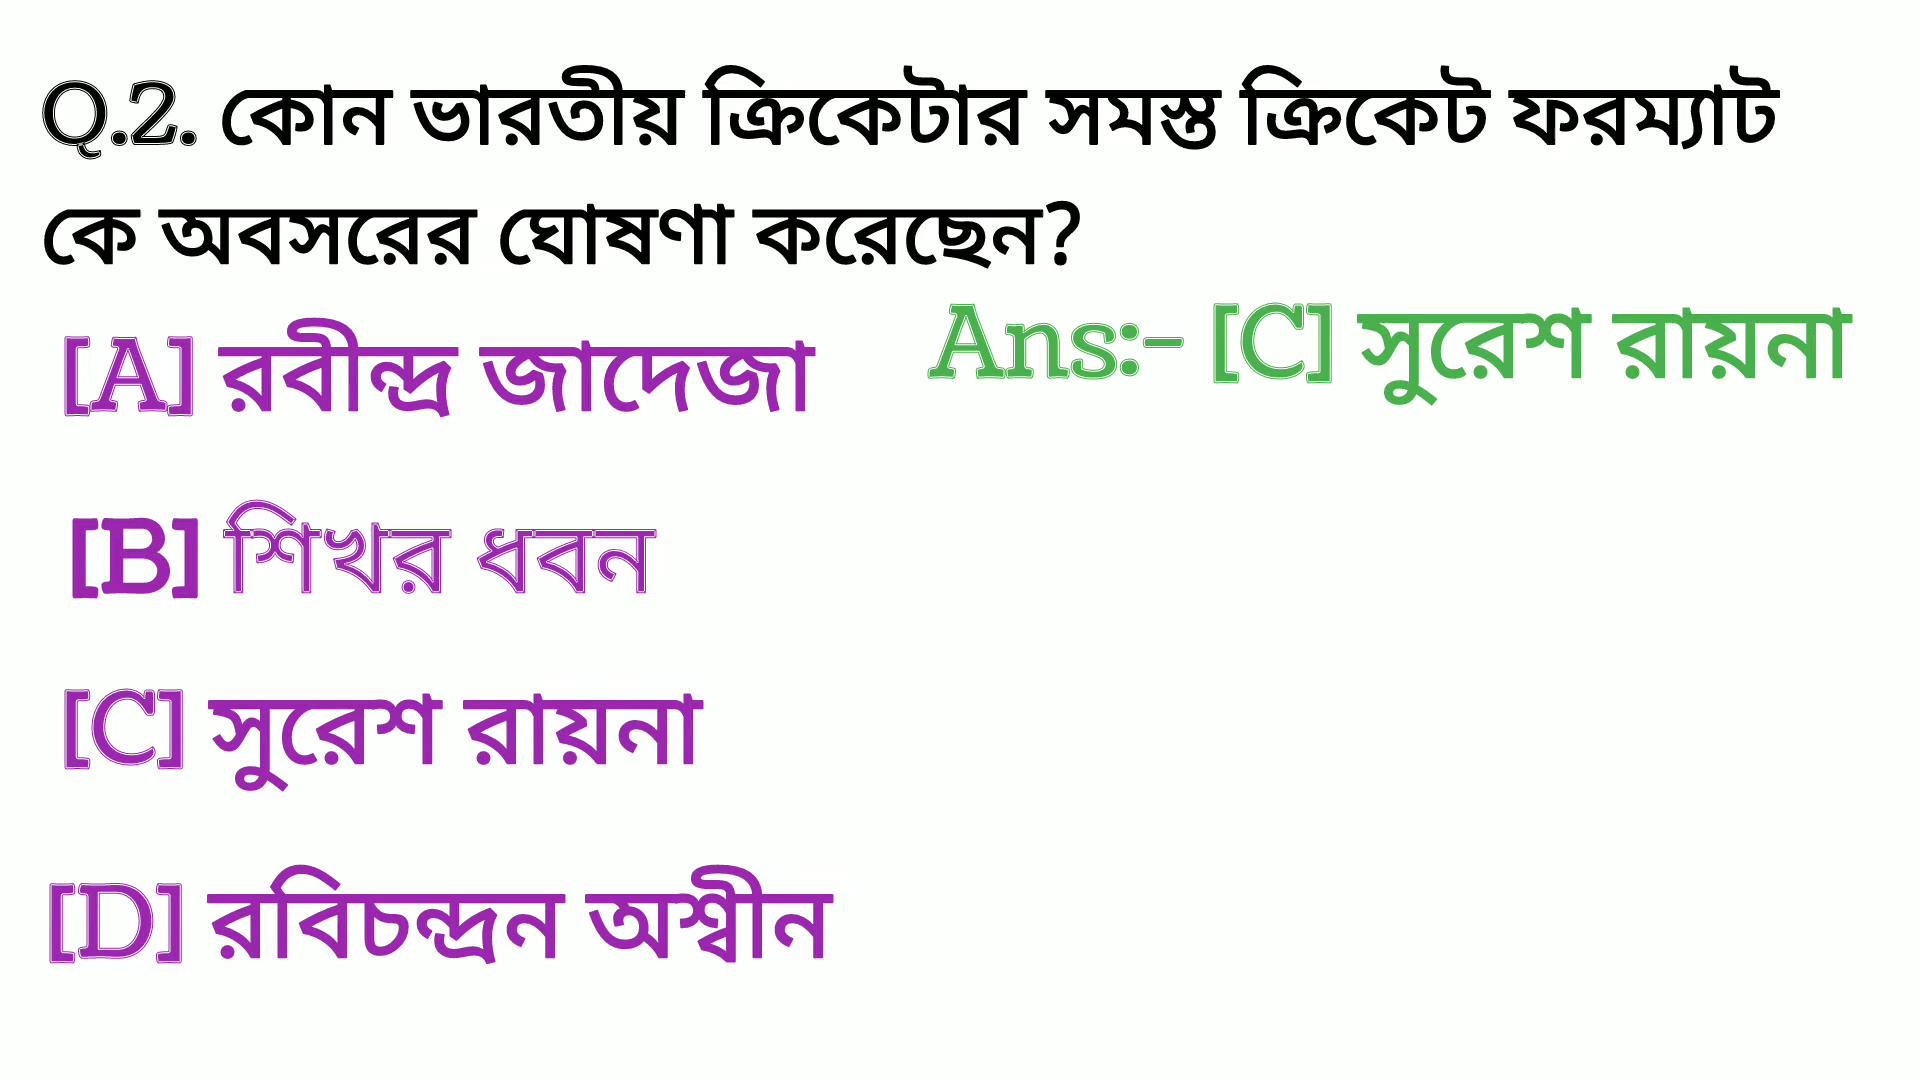 Q.2. কোন ভারতীয় ক্রিকেটার সমস্ত ক্রিকেট ফরম্যাট
কে অবসরের ঘোষণা করেছেন?
[A] রবীন্দ্র জাদেজা
Ans:- [C] সুরেশ রায়না
[B] শিখর ধবন
[C] সুরেশ রায়না
[D] রবিচন্দ্রন অশ্বীন